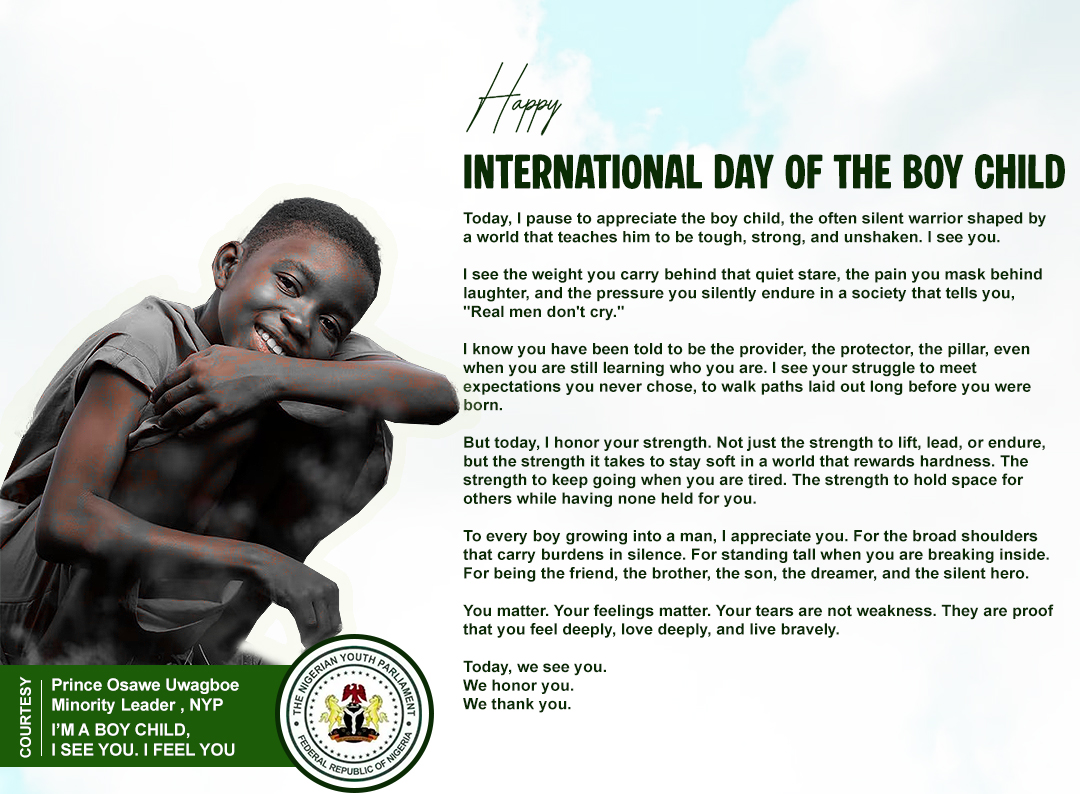 Happy
INTERNATIONAL DAY OF THE BOY CHILD
Today, I pause to appreciate the boy child, the often silent warrior shaped by
a world that teaches him to be tough, strong, and unshaken. I see you.
I see the weight you carry behind that quiet stare, the pain you mask behind
laughter, and the pressure you silently endure in a society that tells you,
"Real men don't cry."
I know you have been told to be the provider, the protector, the pillar, even
when you are still learning who you are. I see your struggle to meet
expectations you never chose, to walk paths laid out long before you were
born.
But today, I honor your strength. Not just the strength to lift, lead, or endure,
but the strength it takes to stay soft in a world that rewards hardness. The
strength to keep going when you are tired. The strength to hold space for
others while having none held for you.
To every boy growing into a man, I appreciate you. For the broad shoulders
that carry burdens in silence. For standing tall when you are breaking inside.
For being the friend, the brother, the son, the dreamer, and the silent hero.
You matter. Your feelings matter. Your tears are not weakness. They are proof
that you feel deeply, love deeply, and live bravely.
Today, we see you.
We honor you.
We thank you.
COURTESY
Prince Osawe Uwagboe
Minority Leader , NYP
I'M A BOY CHILD,
I SEE YOU. I FEEL YOU
THE NIGERIAN YOUTH PARLIAMENT
FEDERAL REPUBLIC OF NIGERIA